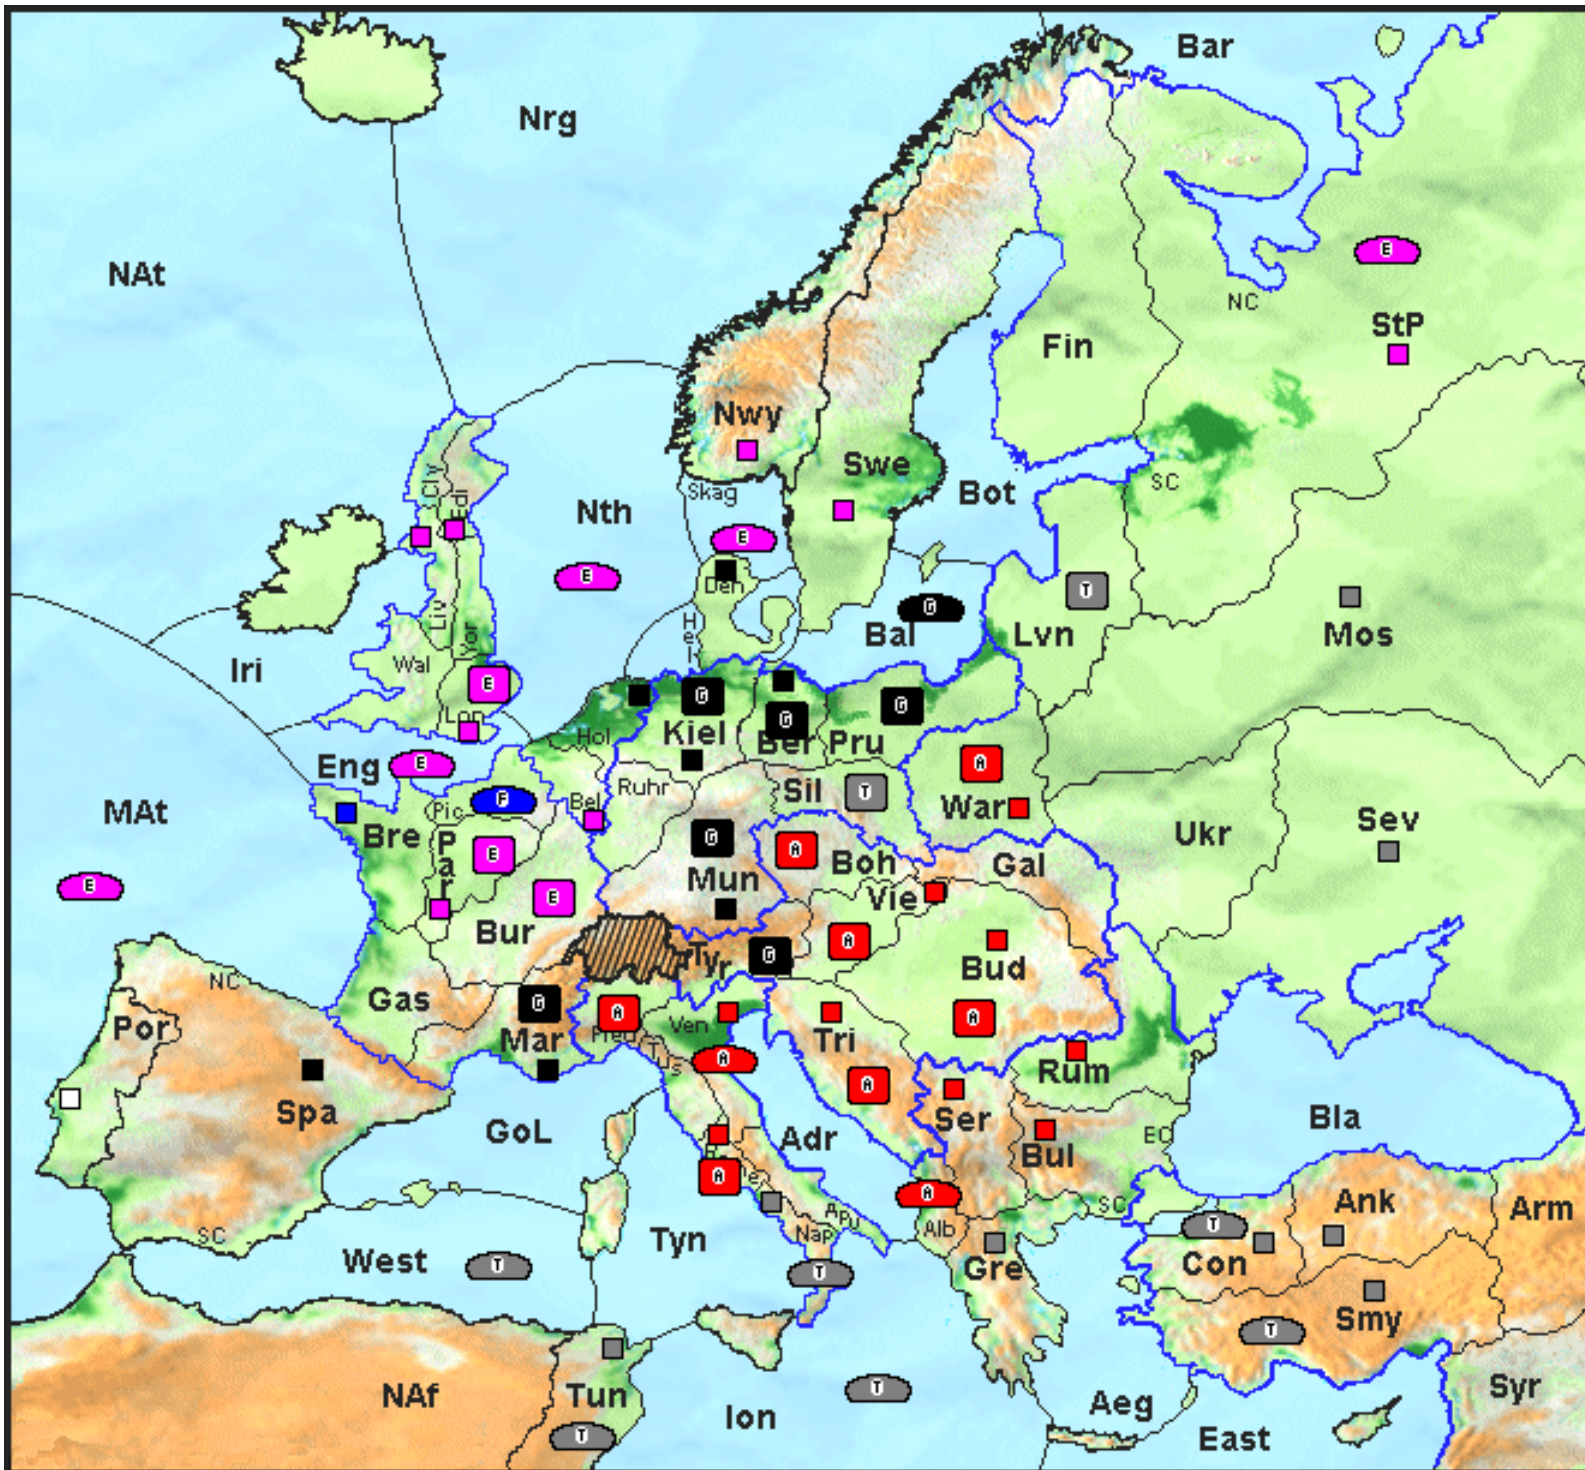 Bar
Nrg
NAt
E
NC
StP
Fin
Nwy
Swe
SC
Cly
Edi
Skag
Bot
Nth
E
E
Den
T
G
Hel
Bal
Lvn
Mos
Liv
Yor
Iri
Wal
E
G
G
G
Lon
Hol
Kiel
Ber
Pru
Eng
E
A
Ruhr
Sil
T
War
MAt
Pic
F
Bel
Ukr
Sev
Bre
Par
E
G
A
Boh
Gal
E
Mun
Vie
E
Bur
A
Bud
Tyr
G
NC
Gas
G
A
A
Por
Mar
Pied
Ven
Tri
Tus
A
Rum
Spa
A
Ser
Bla
GoL
Adr
Bul
EC
A
A
Ank
Arm
SC
Apu
SC
T
Tyn
Nap
Alb
West
T
T
Gre
Con
Smy
T
NAf
Tun
T
Ion
Aeg
Syr
T
East